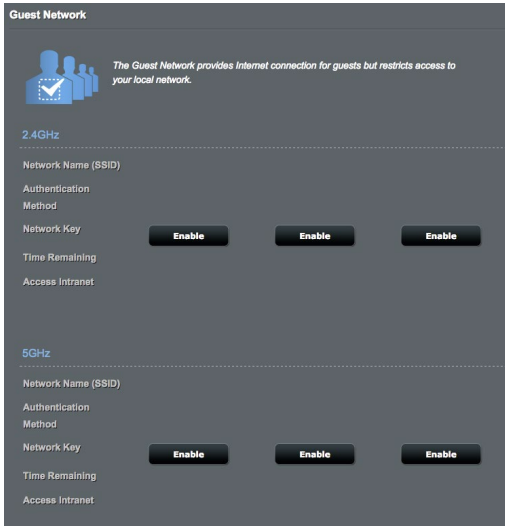 Guest Network
The Guest Network provides Internet connection for guests but restricts access to
your local network.
2.4GHz
Network Name (SSID)
Authentication
Method
Network Key
Enable Enable Enable
Time Remaining
Access Intranet
5GHz
Network Name (SSID)
Authentication
Method
Network Key
Enable Enable Enable
Time Remaining
Access Intranet